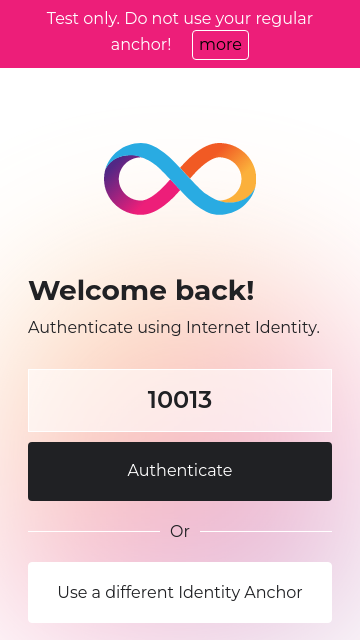 Test only. Do not use your regular
anchor! more
Welcome back!
Authenticate using Internet Identity.
10013
Authenticate
Or
Use a different Identity Anchor